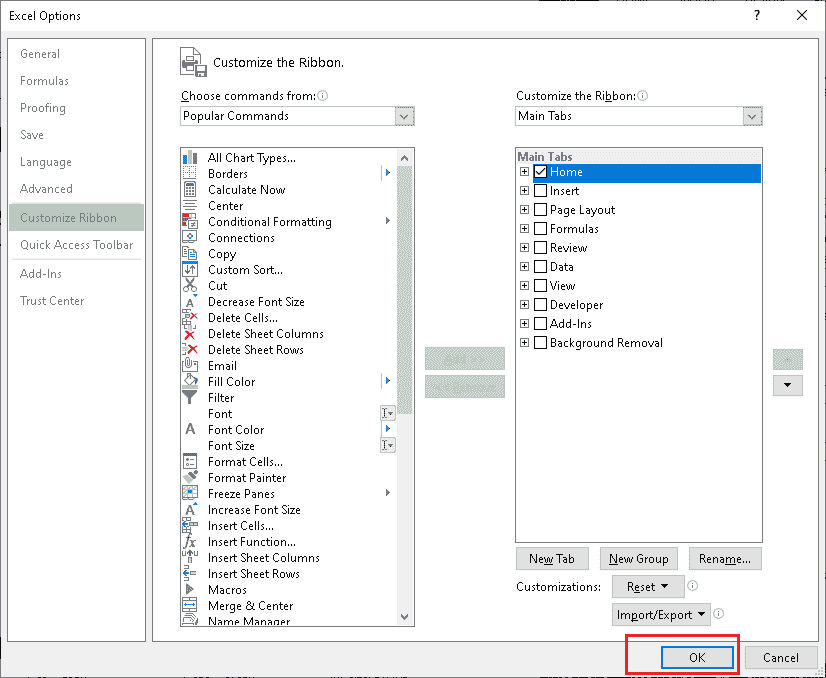 Excel Options
?
General
Formulas
Proofing
Save
Language
Advanced
Customize Ribbon
Quick Access Toolbar
Add-Ins
Trust Center
Customize the Ribbon.
Choose commands from:
Popular Commands
All Chart Types...
Borders
Calculate Now
Center
Conditional Formatting
Connections
Copy
Custom Sort...
Cut
Decrease Font Size
Delete Cells...
Delete Sheet Columns
Delete Sheet Rows
Email
Fill Color
Filter
Font
Font Color
Font Size
Format Cells...
Format Painter
Freeze Panes
Increase Font Size
Insert Cells...
Insert Function...
Insert Sheet Columns
Insert Sheet Rows
Macros
Merge & Center
Name Manager
Add >>
<< Remove
Customize the Ribbon:
Main Tabs
Main Tabs
Home
Insert
Page Layout
Formulas
Review
Data
View
Developer
Add-Ins
Background Removal
New Tab
New Group
Rename...
Customizations:
Reset
Import/Export
OK
Cancel